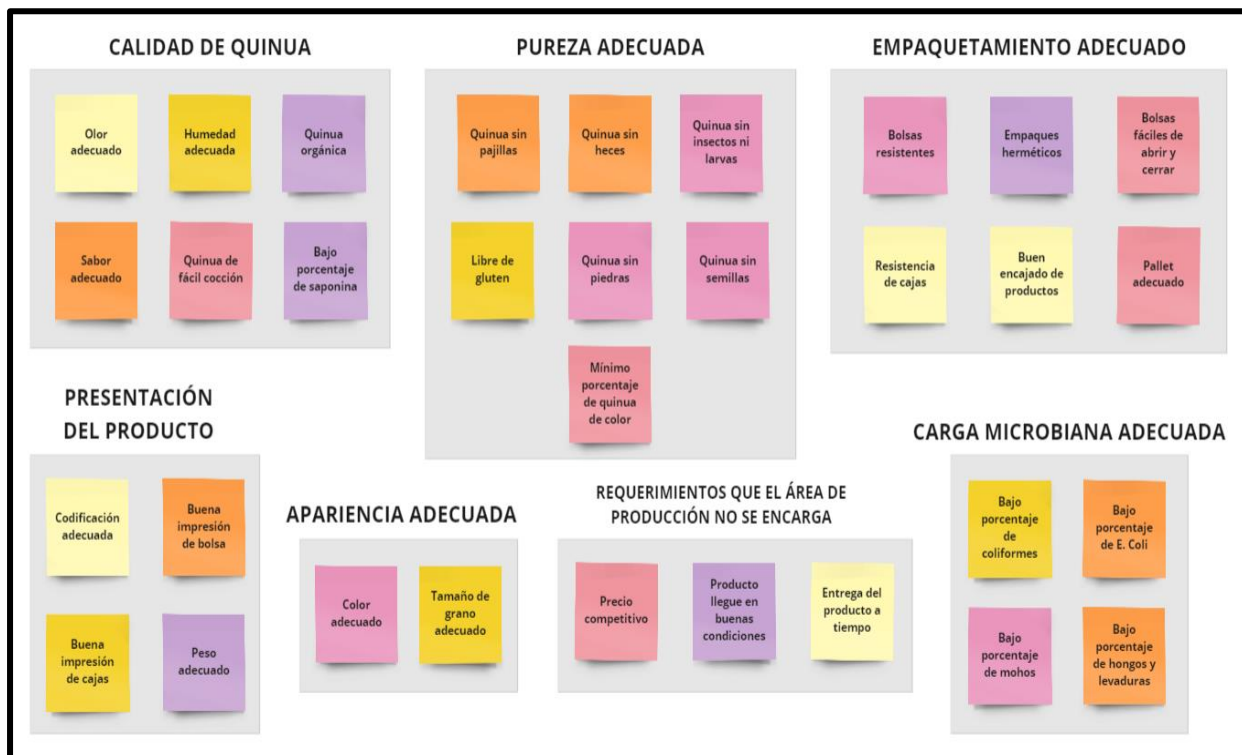 CALIDAD DE QUINUA
Olor
adecuado
Humedad
adecuada
Quinua
orgánica
Sabor
adecuado
Quinua de
fácil cocción
Bajo
porcentaje
de saponina
PUREZA ADECUADA
Quinua sin
pajillas
Quinua sin
heces
Quinua sin
insectos ni
larvas
Libre de
gluten
Quinua sin
piedras
Quinua sin
semillas
Mínimo
porcentaje
de quinua
de color
EMPAQUETAMIENTO ADECUADO
Bolsas
resistentes
Empaques
herméticos
Bolsas
fáciles de
abrir y
cerrar
Resistencia
de cajas
Buen
encajado de
productos
Pallet
adecuado
PRESENTACIÓN
DEL PRODUCTO
Codificación
adecuada
Buena
impresión
de bolsa
Buena
impresión
de cajas
Peso
adecuado
APARIENCIA ADECUADA
Color
adecuado
Tamaño de
grano
adecuado
REQUERIMIENTOS QUE EL ÁREA DE
PRODUCCIÓN NO SE ENCARGA
Precio
competitivo
Producto
llegue en
buenas
condiciones
Entrega del
producto a
tiempo
CARGA MICROBIANA ADECUADA
Bajo
porcentaje
de
coliformes
Bajo
porcentaje
de E. Coli
Bajo
porcentaje
de mohos
Bajo
porcentaje
de hongos y
levaduras